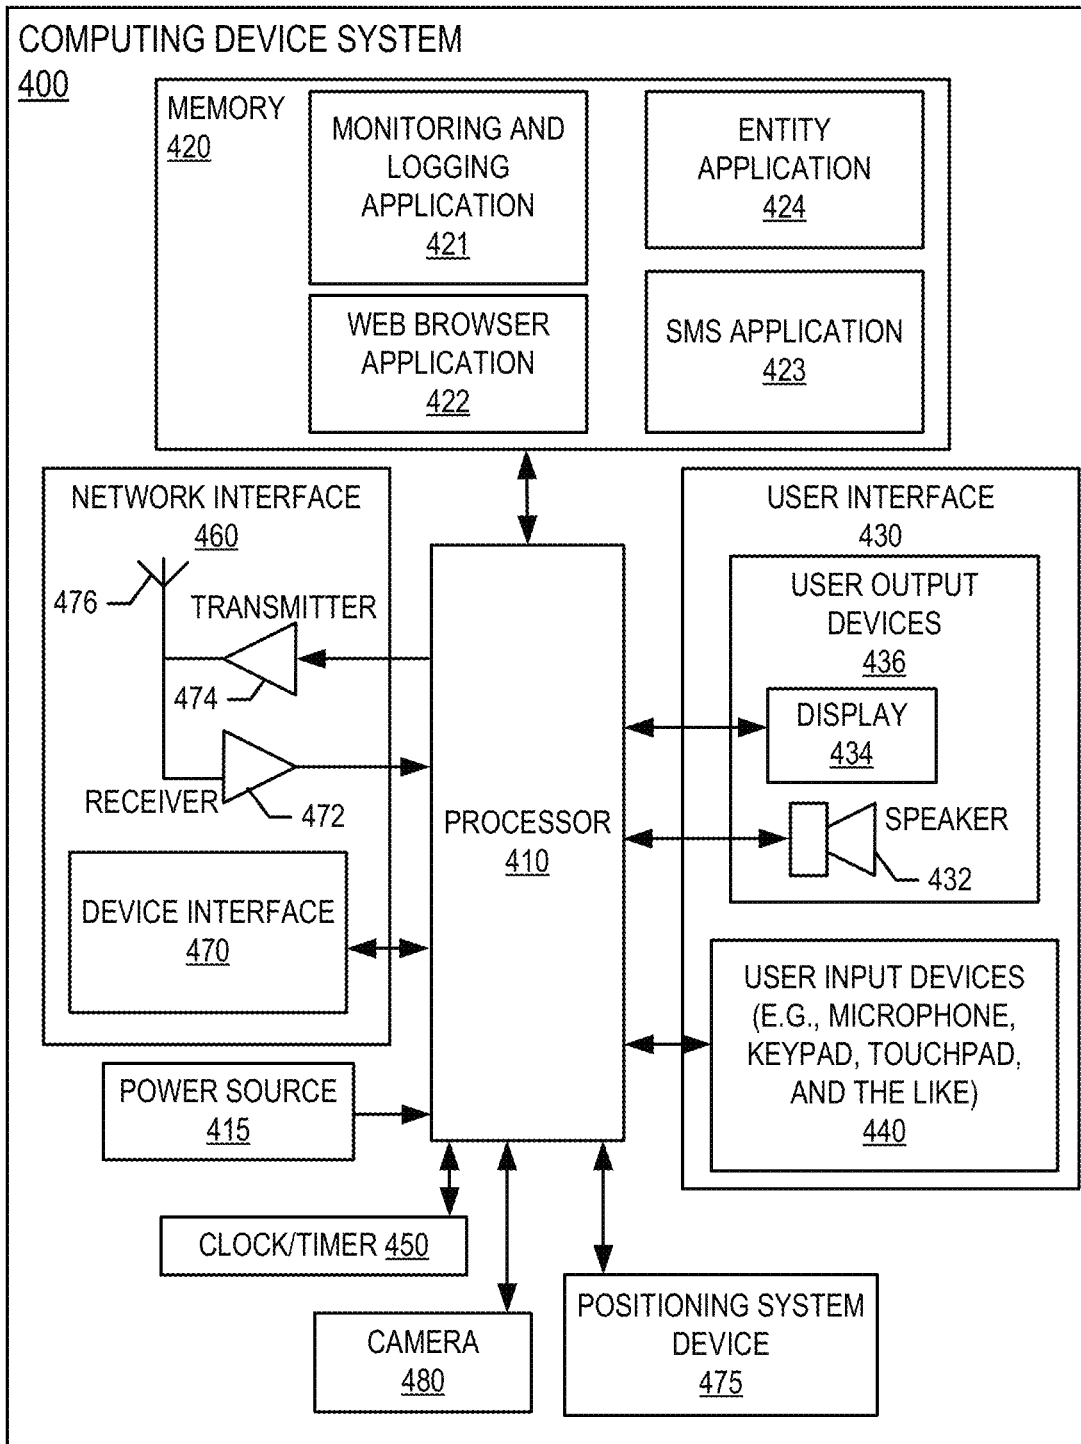 COMPUTING DEVICE SYSTEM
400
MEMORY
420
MONITORING AND
LOGGING
APPLICATION
421
ENTITY
APPLICATION
424
WEB BROWSER
APPLICATION
422
SMS APPLICATION
423
NETWORK INTERFACE
460
476
TRANSMITTER
474
RECEIVER
472
DEVICE INTERFACE
470
PROCESSOR
410
USER INTERFACE
430
USER OUTPUT
DEVICES
436
DISPLAY
434
SPEAKER
432
USER INPUT DEVICES
(E.G., MICROPHONE,
KEYPAD, TOUCHPAD,
AND THE LIKE)
440
POWER SOURCE
415
CLOCK/TIMER 450
CAMERA
480
POSITIONING SYSTEM
DEVICE
475